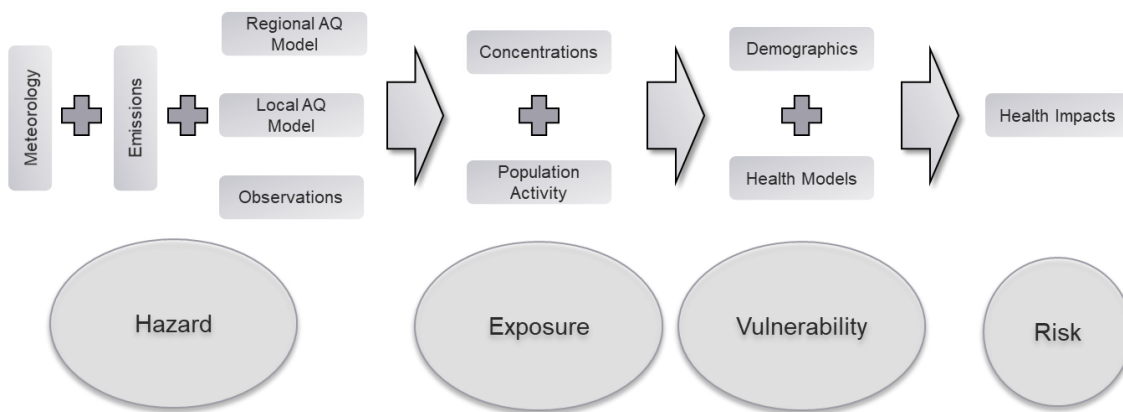 Meteorology
Emissions
Regional AQ
Model
Local AQ
Model
Observations
Concentrations
Population
Activity
Demographics
Health Models
Health Impacts
Hazard
Exposure
Vulnerability
Risk